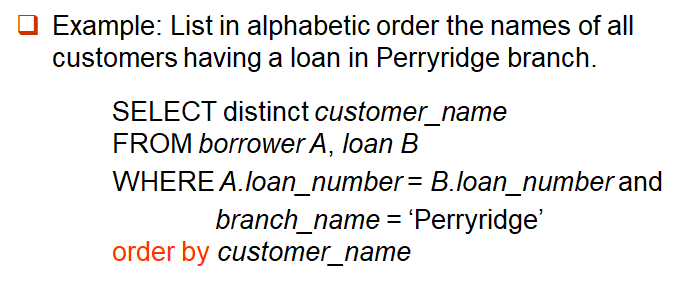 Example: List in alphabetic order the names of all
customers having a loan in Perryridge branch.
SELECT distinct customer_name
FROM borrower A, loan B
WHERE A.loan_number = B.loan_number and
branch_name = ‘Perryridge’
order by customer_name